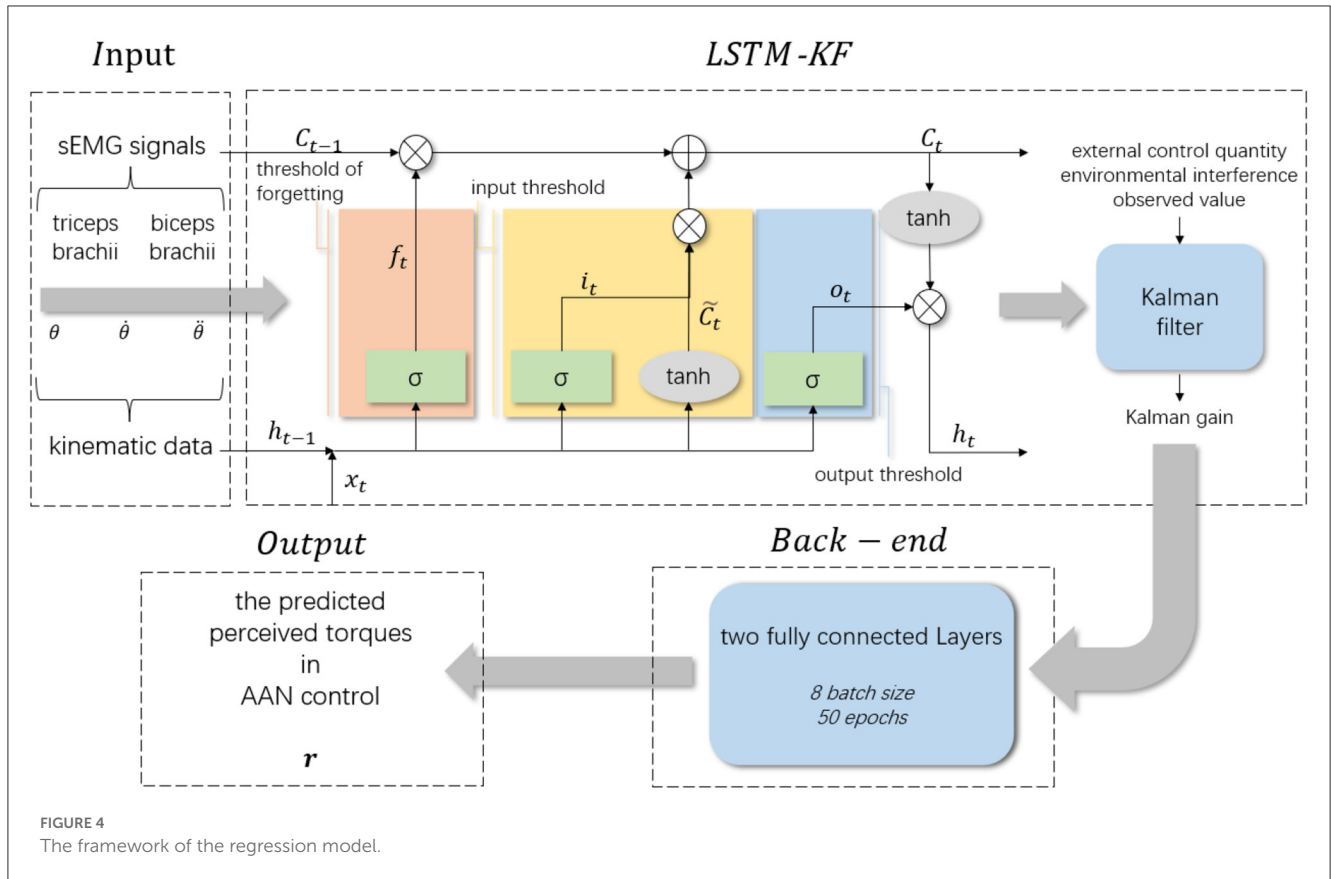 Input
LSTM-KF
sEMG signals
triceps
brachii
biceps
brachii
θ
θ̇
θ̈
kinematic data
C_{t-1}
threshold of
forgetting
input threshold
f_t
σ
i_t
σ
C̃_t
tanh
o_t
σ
C_t
tanh
h_{t-1}
x_t
h_t
output threshold
external control quantity
environmental interference
observed value
Kalman
filter
Kalman gain
Output
the predicted
perceived torques
in
AAN control
r
Back-end
two fully connected Layers
8 batch size
50 epochs
FIGURE 4
The framework of the regression model.